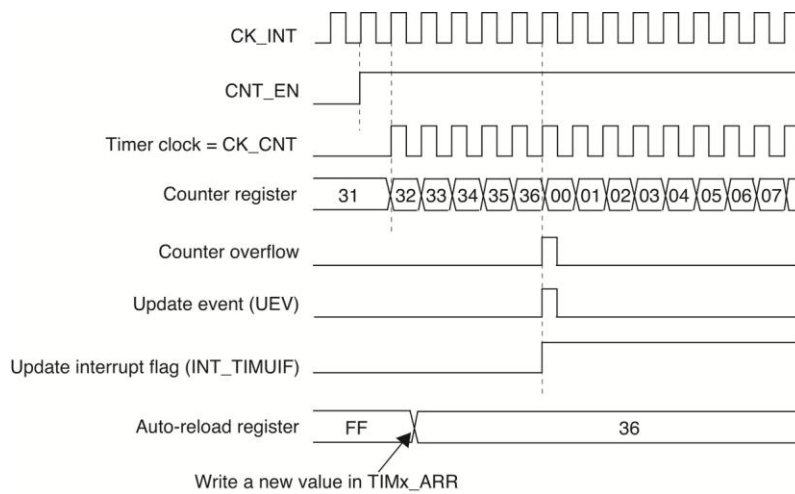 CK_INT
CNT_EN
Timer clock = CK_CNT
Counter register 31 32 33 34 35 36 00 01 02 03 04 05 06 07
Counter overflow
Update event (UEV)
Update interrupt flag (INT_TIMUIF)
Auto-reload register FF 36
Write a new value in TIMx_ARR